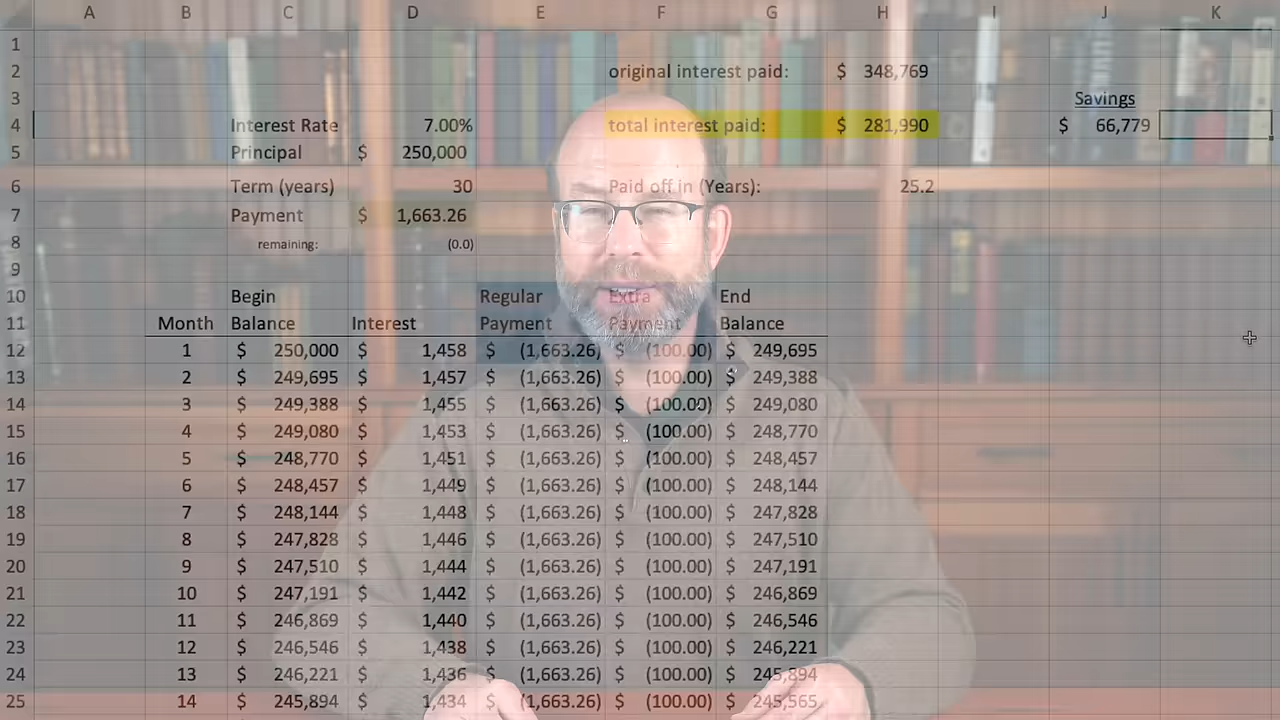 A B C D E F G H I J K
1
2 original interest paid: $ 348,769
3 Savings
4 Interest Rate 7.00% total interest paid: $ 281,990 $ 66,779
5 Principal $ 250,000
6 Term (years) 30 Paid off in (Years): 25.2
7 Payment $ 1,663.26
8 remaining: (0.0)
9
10 Begin Regular Extra End
11 Month Balance Interest Payment Payment Balance
12 1 $ 250,000 $ 1,458 $ (1,663.26) $ (100.00) $ 249,695
13 2 $ 249,695 $ 1,457 $ (1,663.26) $ (100.00) $ 249,388
14 3 $ 249,388 $ 1,455 $ (1,663.26) $ (100.00) $ 249,080
15 4 $ 249,080 $ 1,453 $ (1,663.26) $ (100.00) $ 248,770
16 5 $ 248,770 $ 1,451 $ (1,663.26) $ (100.00) $ 248,457
17 6 $ 248,457 $ 1,449 $ (1,663.26) $ (100.00) $ 248,144
18 7 $ 248,144 $ 1,448 $ (1,663.26) $ (100.00) $ 247,828
19 8 $ 247,828 $ 1,446 $ (1,663.26) $ (100.00) $ 247,510
20 9 $ 247,510 $ 1,444 $ (1,663.26) $ (100.00) $ 247,191
21 10 $ 247,191 $ 1,442 $ (1,663.26) $ (100.00) $ 246,869
22 11 $ 246,869 $ 1,440 $ (1,663.26) $ (100.00) $ 246,546
23 12 $ 246,546 $ 1,438 $ (1,663.26) $ (100.00) $ 246,221
24 13 $ 246,221 $ 1,436 $ (1,663.26) $ (100.00) $ 245,894
25 14 $ 245,894 $ 1,434 $ (1,663.26) $ (100.00) $ 245,565